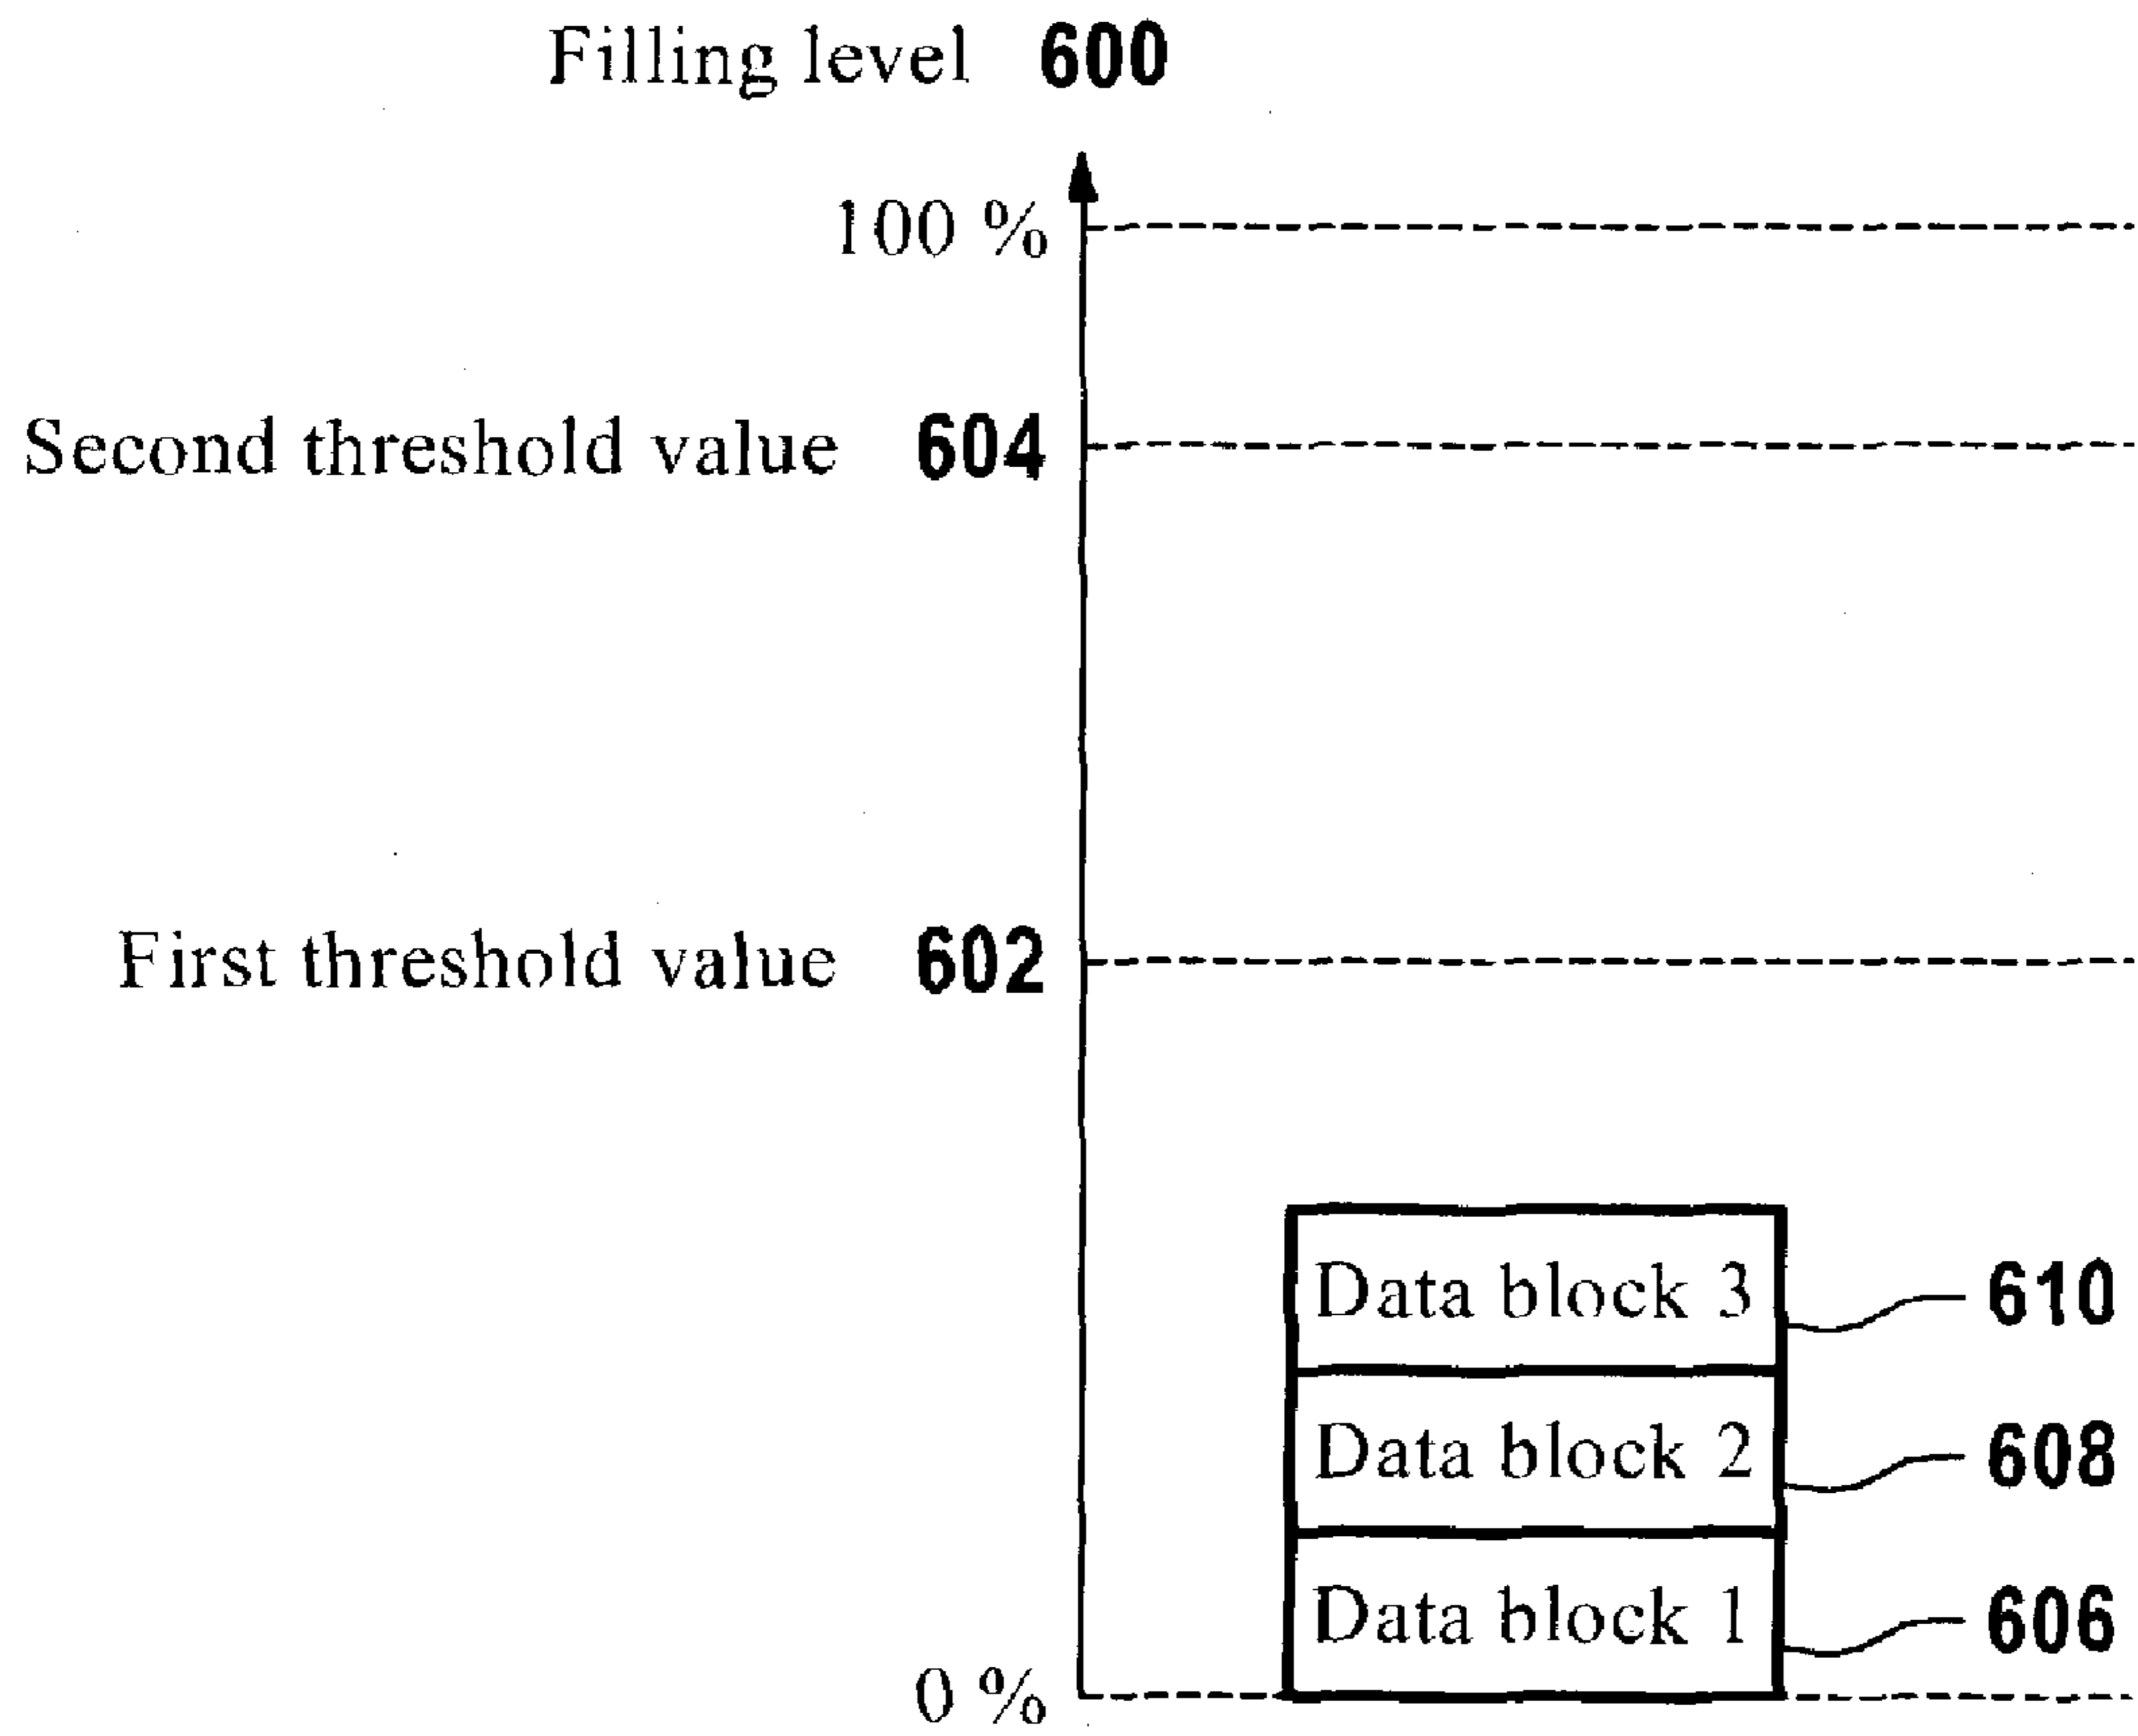 Filling level 600
100 %
Second threshold value 604
First threshold value 602
Data block 3 610
Data block 2 608
Data block 1 606
0 %